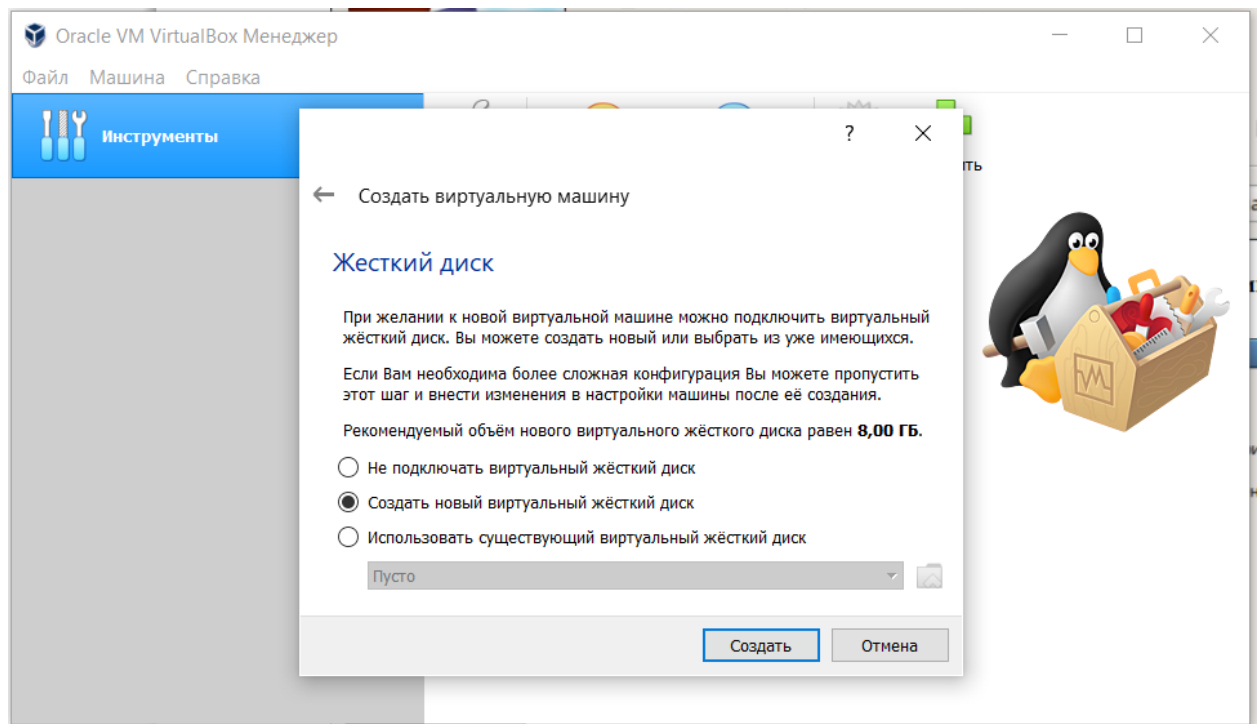 Oracle VM VirtualBox Менеджер
Файл Машина Справка
Инструменты
?
ть
Создать виртуальную машину
Жесткий диск
При желании к новой виртуальной машине можно подключить виртуальный
жёсткий диск. Вы можете создать новый или выбрать из уже имеющихся.
Если Вам необходима более сложная конфигурация Вы можете пропустить
этот шаг и внести изменения в настройки машины после её создания.
Рекомендуемый объём нового виртуального жёсткого диска равен 8,00 ГБ.
Не подключать виртуальный жёсткий диск
Создать новый виртуальный жёсткий диск
Использовать существующий виртуальный жёсткий диск
Пусто
Создать Отмена